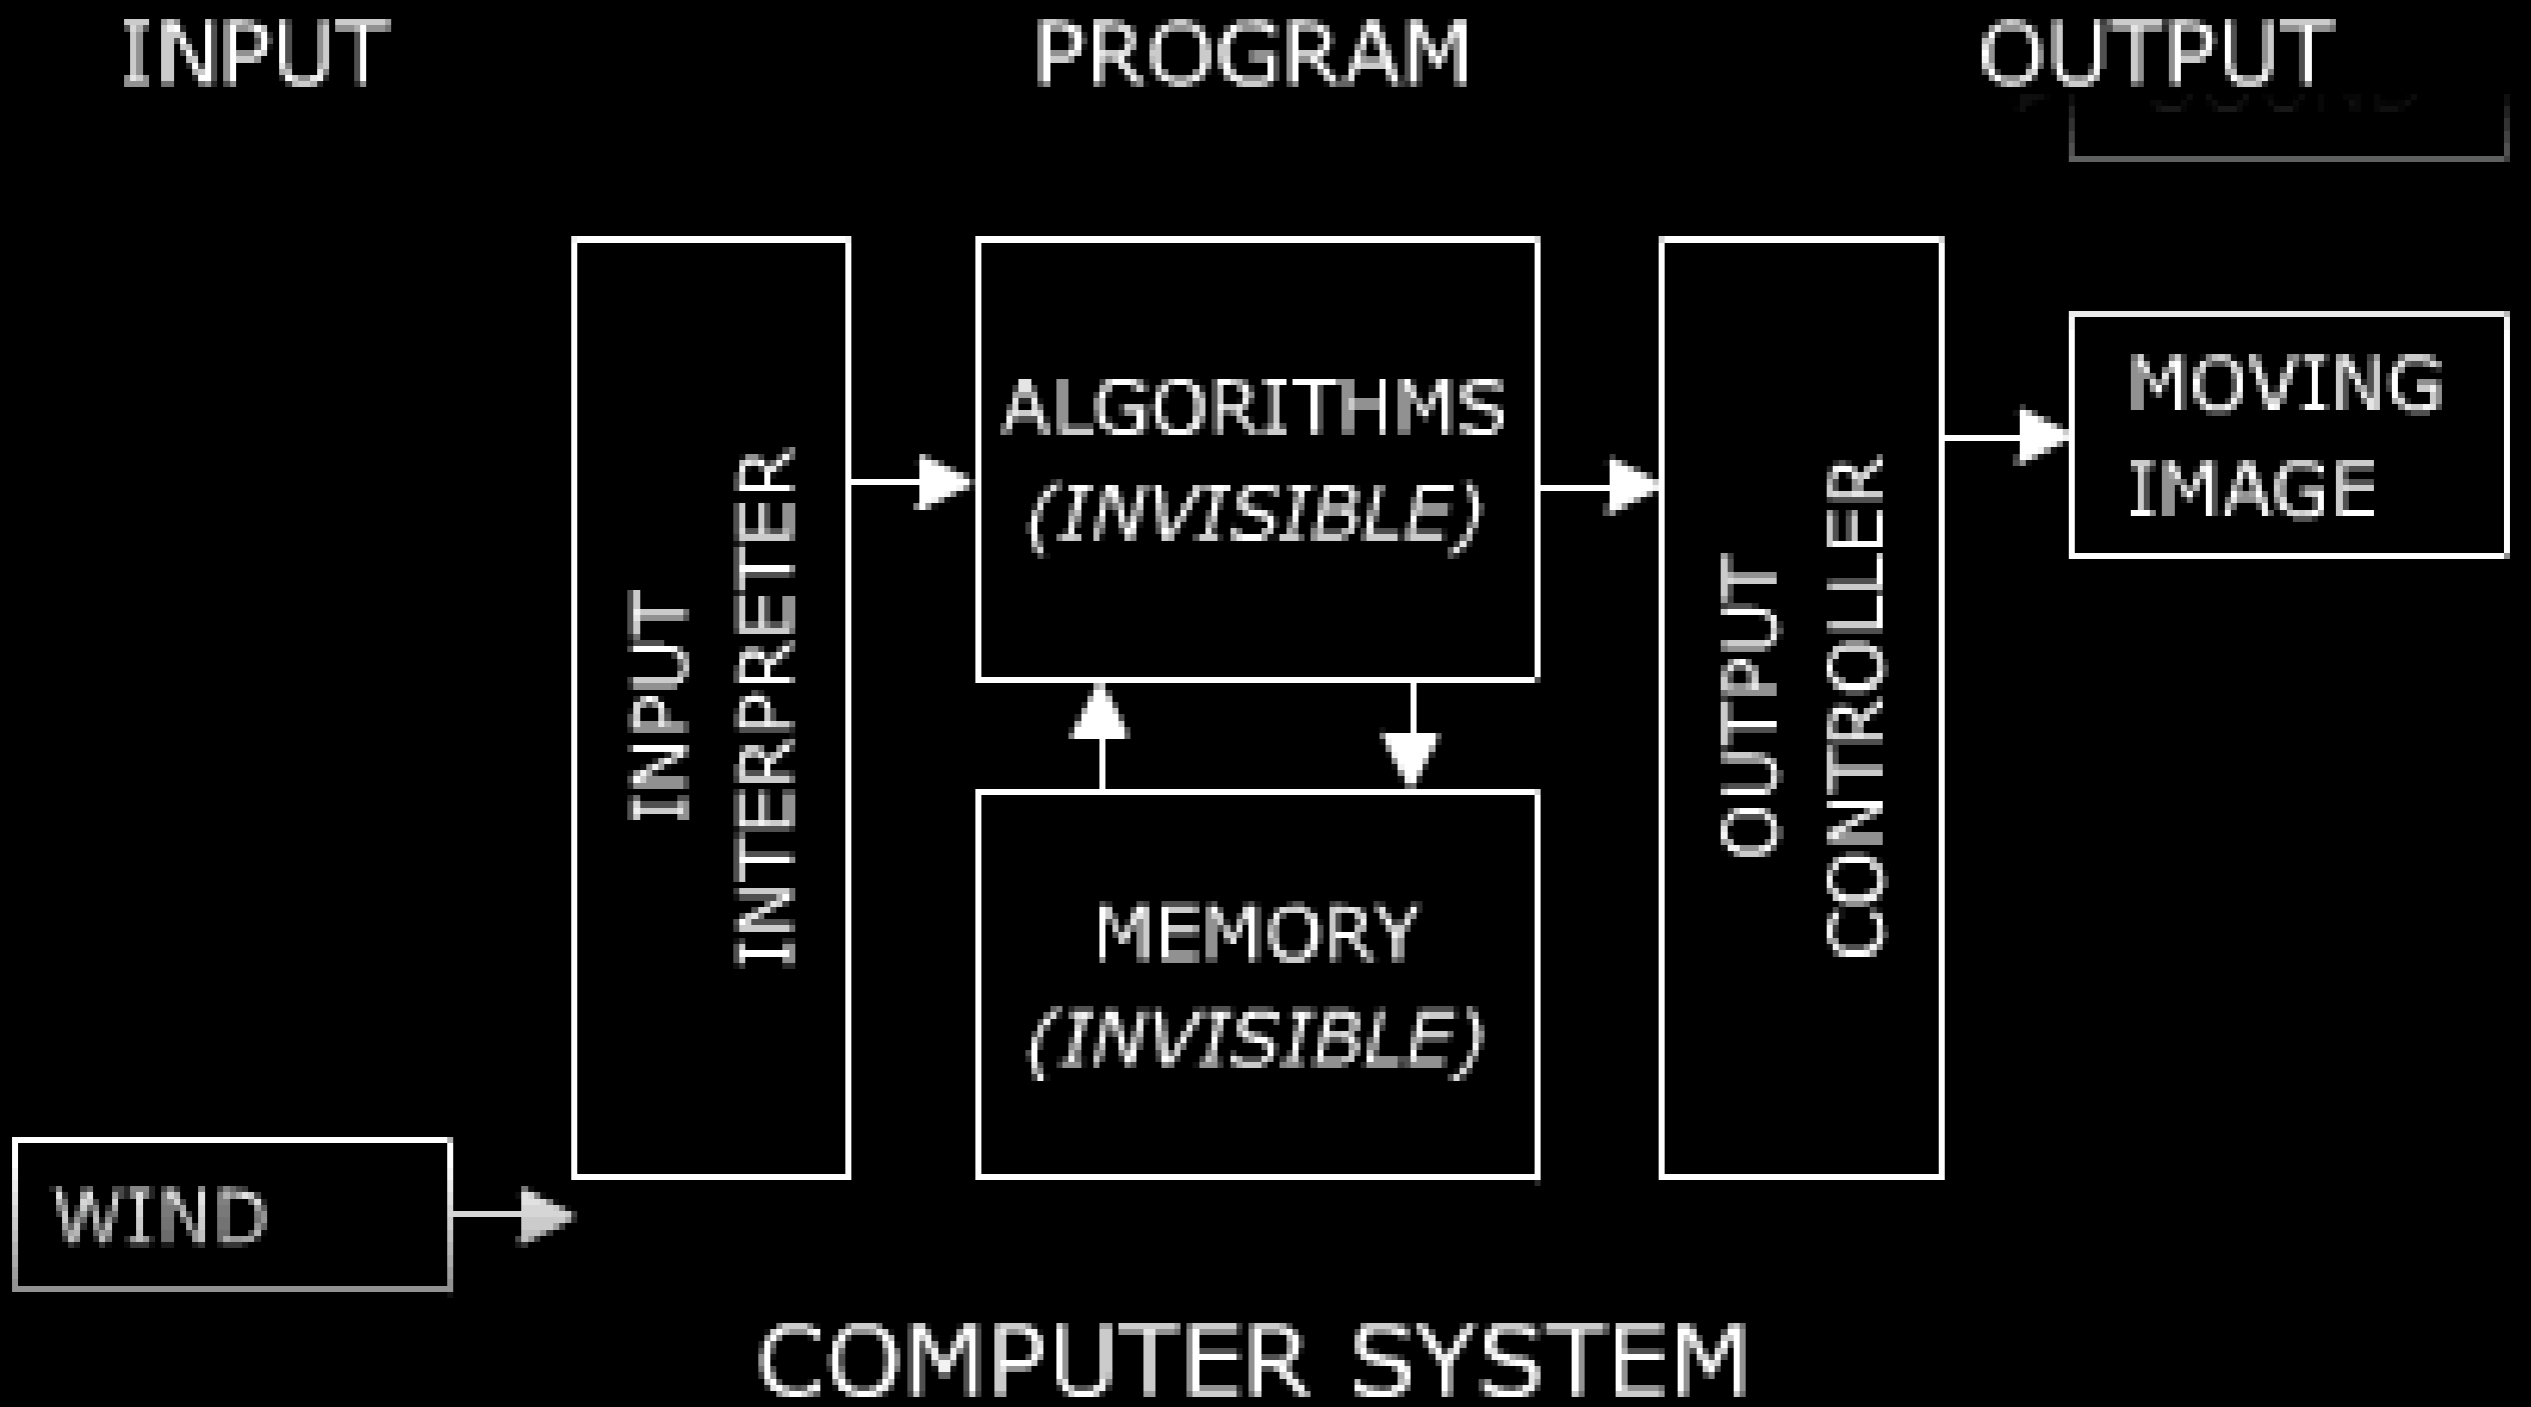 INPUT
PROGRAM
OUTPUT
INPUT
INTERPRETER
ALGORITHMS
(INVISIBLE)
MEMORY
(INVISIBLE)
OUTPUT
CONTROLLER
MOVING
IMAGE
WIND
COMPUTER SYSTEM